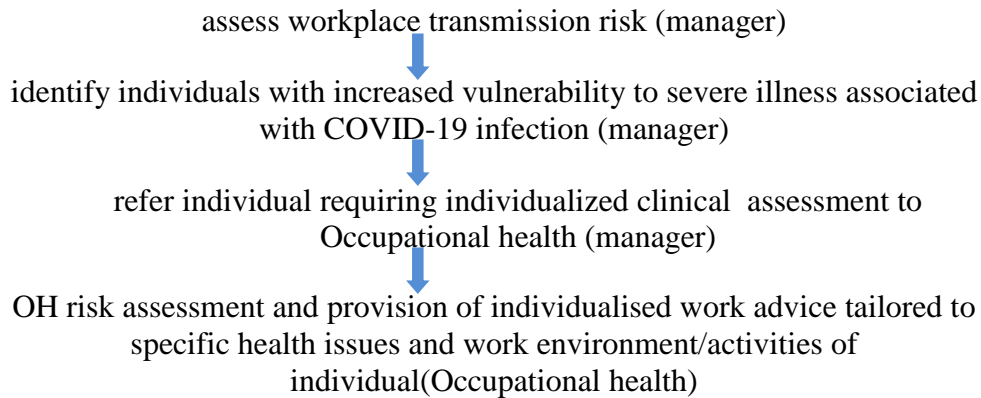 assess workplace transmission risk (manager)
identify individuals with increased vulnerability to severe illness associated
with COVID-19 infection (manager)
refer individual requiring individualized clinical  assessment to
Occupational health (manager)
OH risk assessment and provision of individualised work advice tailored to
specific health issues and work environment/activities of
individual(Occupational health)